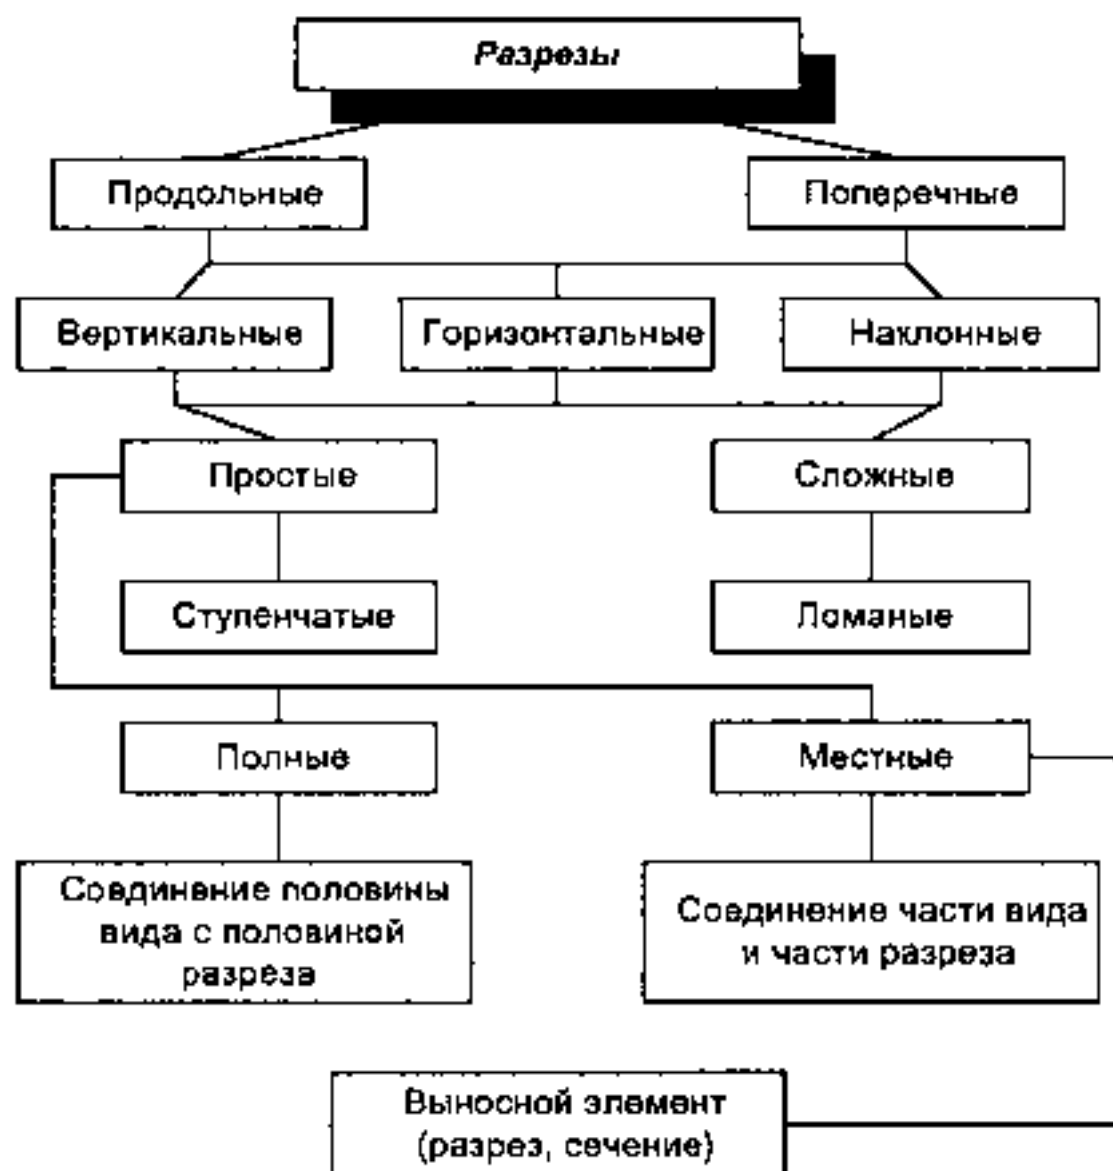 Разрезы
Продольные
Поперечные
Вертикальные
Горизонтальные
Наклонные
Простые
Сложные
Ступенчатые
Ломаные
Полные
Местные
Соединение половины
вида с половиной
разреза
Соединение части вида
и части разреза
Выносной элемент
(разрез, сечение)